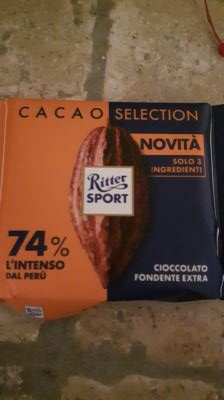 CACAO SELECTION
NOVITÀ
SOLO 3
INGREDIENTI
Ritter
SPORT
74%
L'INTENSO
DAL PERÙ
CIOCCOLATO
FONDENTE EXTRA